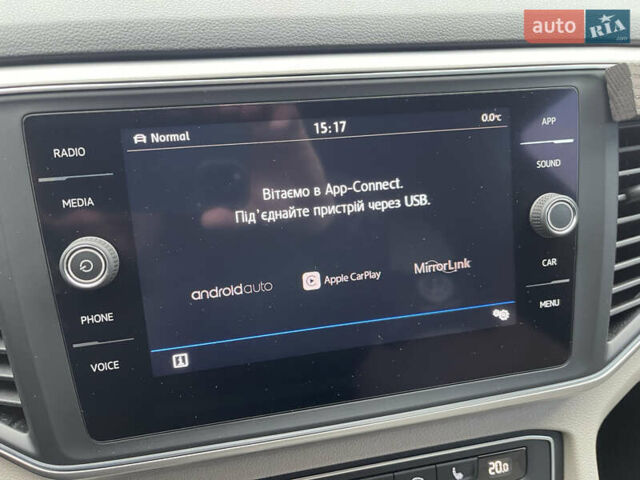 auto RIA .com
RADIO
MEDIA
PHONE
VOICE
Normal 15:17 0.0°C
Вітаємо в App-Connect.
Під'єднайте пристрій через USB.
androidauto Apple CarPlay MirrorLink
APP
SOUND
CAR
MENU
20.0